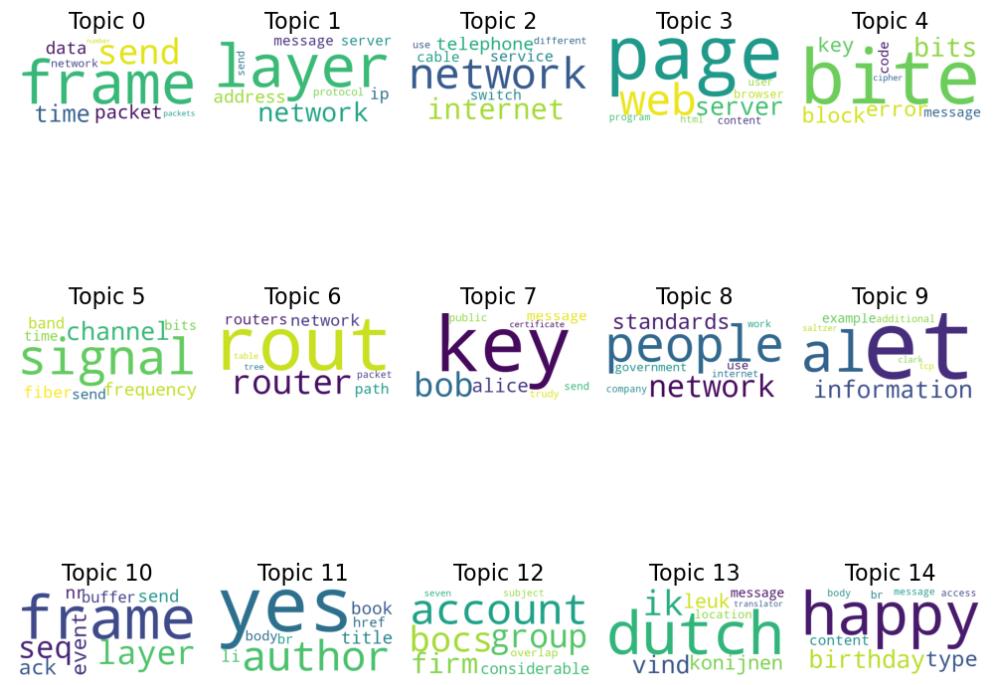 Topic 0
number
data send
network
frame
time packet packets
Topic 1
message server
send layer
address protocol ip
network
Topic 2
use telephone different
cable service
network
switch
internet
Topic 3
page
user
web browser
server
program html content
Topic 4
key code bits
bite
cipher
block error message
Topic 5
band channel bits
time
signal
fiber send frequency
Topic 6
routers network
rout
table
tree router packet
path
Topic 7
public message
certificate
key
bob alice send
trudy
Topic 8
standards work
people
government use
internet
company network
Topic 9
example additional
saltzer
al et
clark
tcp
information
Topic 10
nr buffer send
frame
seq event layer
ack
Topic 11
yes book
href
body br title
li author
Topic 12
seven subject
account
bocs group
overlap
firm considerable
Topic 13
ik leuk message
translator
location
dutch
vind konijnen
Topic 14
body br message access
happy
content
birthday type